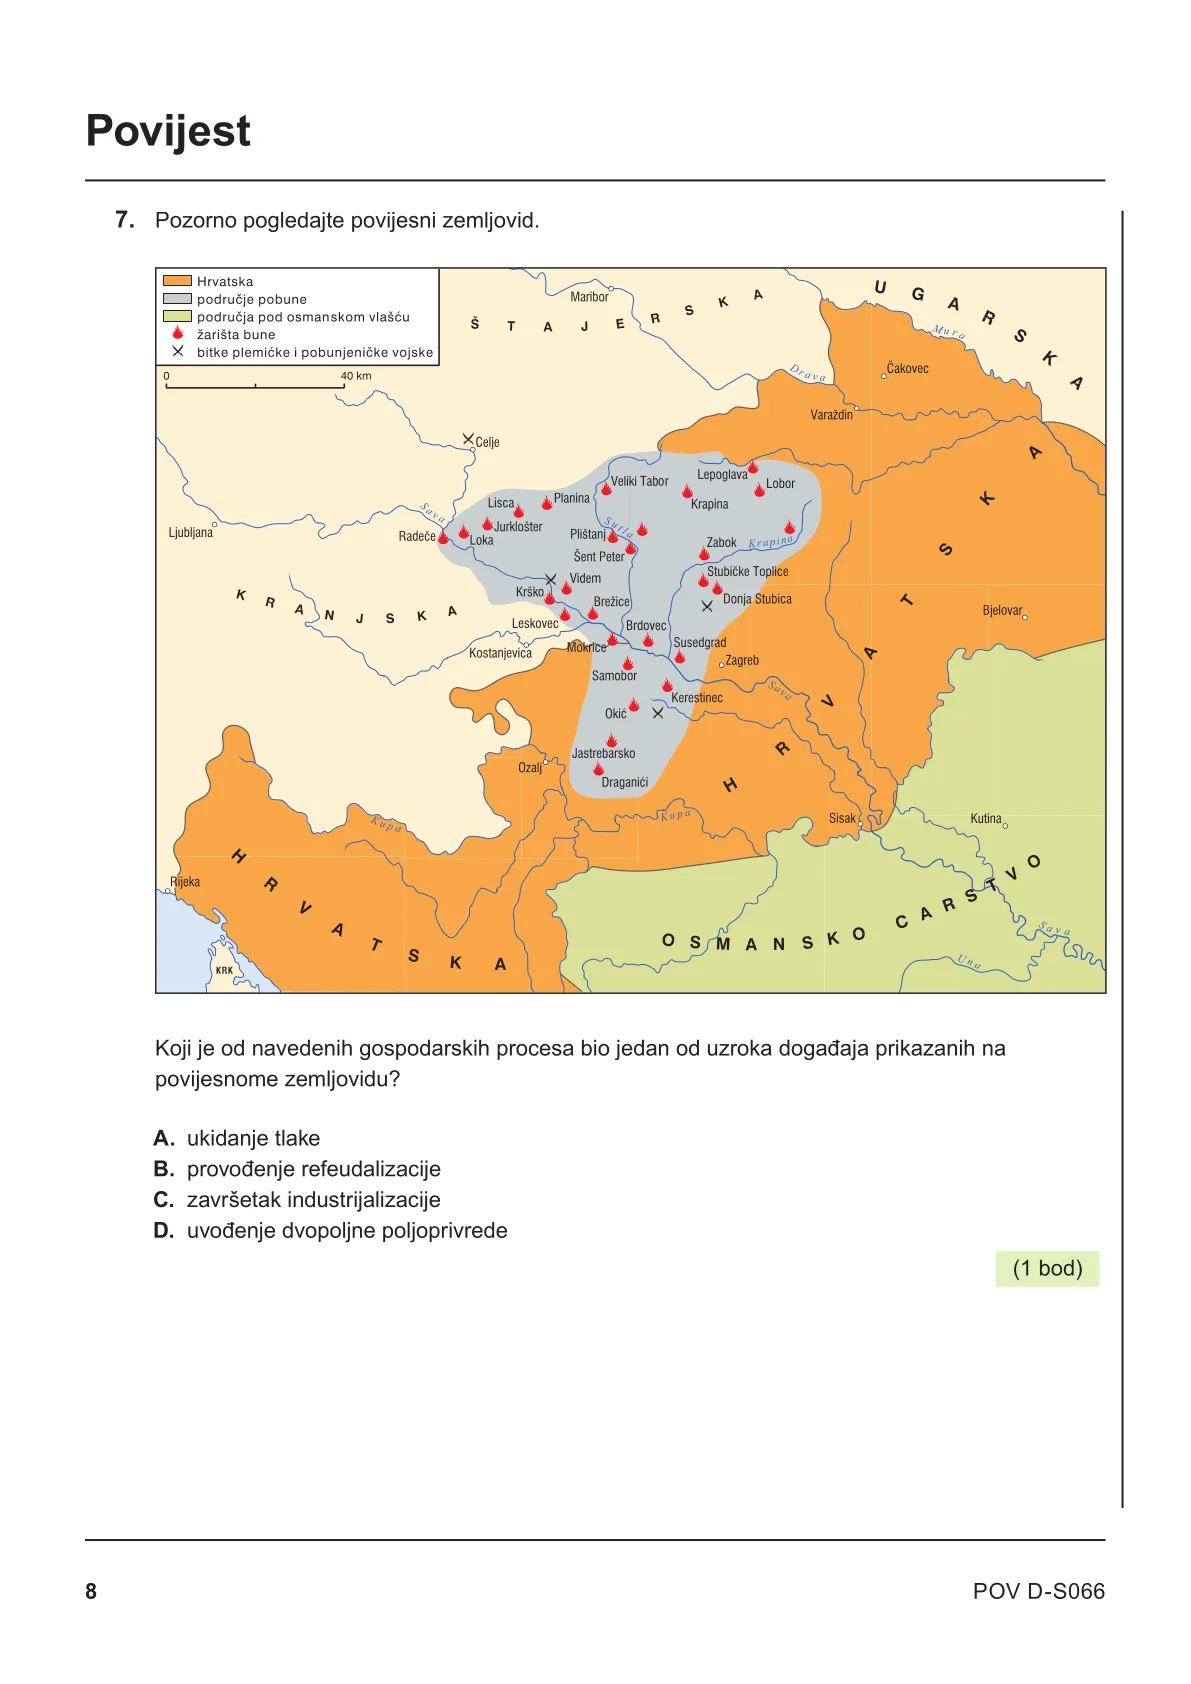 Povijest
7. Pozorno pogledajte povijesni zemljovid.
Hrvatska
područje pobune
područja pod osmanskom vlašću
žarišta bune
bitke plemićke i pobunjeničke vojske
0 40 km
Maribor
ŠTAJERSKA
UGARSKA
Mura
Drava
Čakovec
Varaždin
Celje
Lepoglava
Lobor
Veliki Tabor
Krapina
Planina
Lisca
Sava
Ljubljana
Radeče
Loka
Jurklošter
Plištanj
Sutla
Šent Peter
Zabok
Krapina
Stubičke Toplice
Donja Stubica
Videm
Krško
Brežice
KRANJSKA
Leskovec
Brdovec
Bjelovar
Kostanjevica
Mokrice
Susedgrad
Zagreb
Samobor
Sava
Kerestinec
Okić
Jastrebarsko
Ozalj
Draganići
HRVATSKA
Kupa
Kupa
Sisak
Kutina
Rijeka
HRVATSKA
OSMANSKO CARSTVO
Sava
Una
KRK
Koji je od navedenih gospodarskih procesa bio jedan od uzroka događaja prikazanih na
povijesnome zemljovidu?
A. ukidanje tlake
B. provođenje refeudalizacije
C. završetak industrijalizacije
D. uvođenje dvopoljne poljoprivrede
(1 bod)
8 POV D-S066